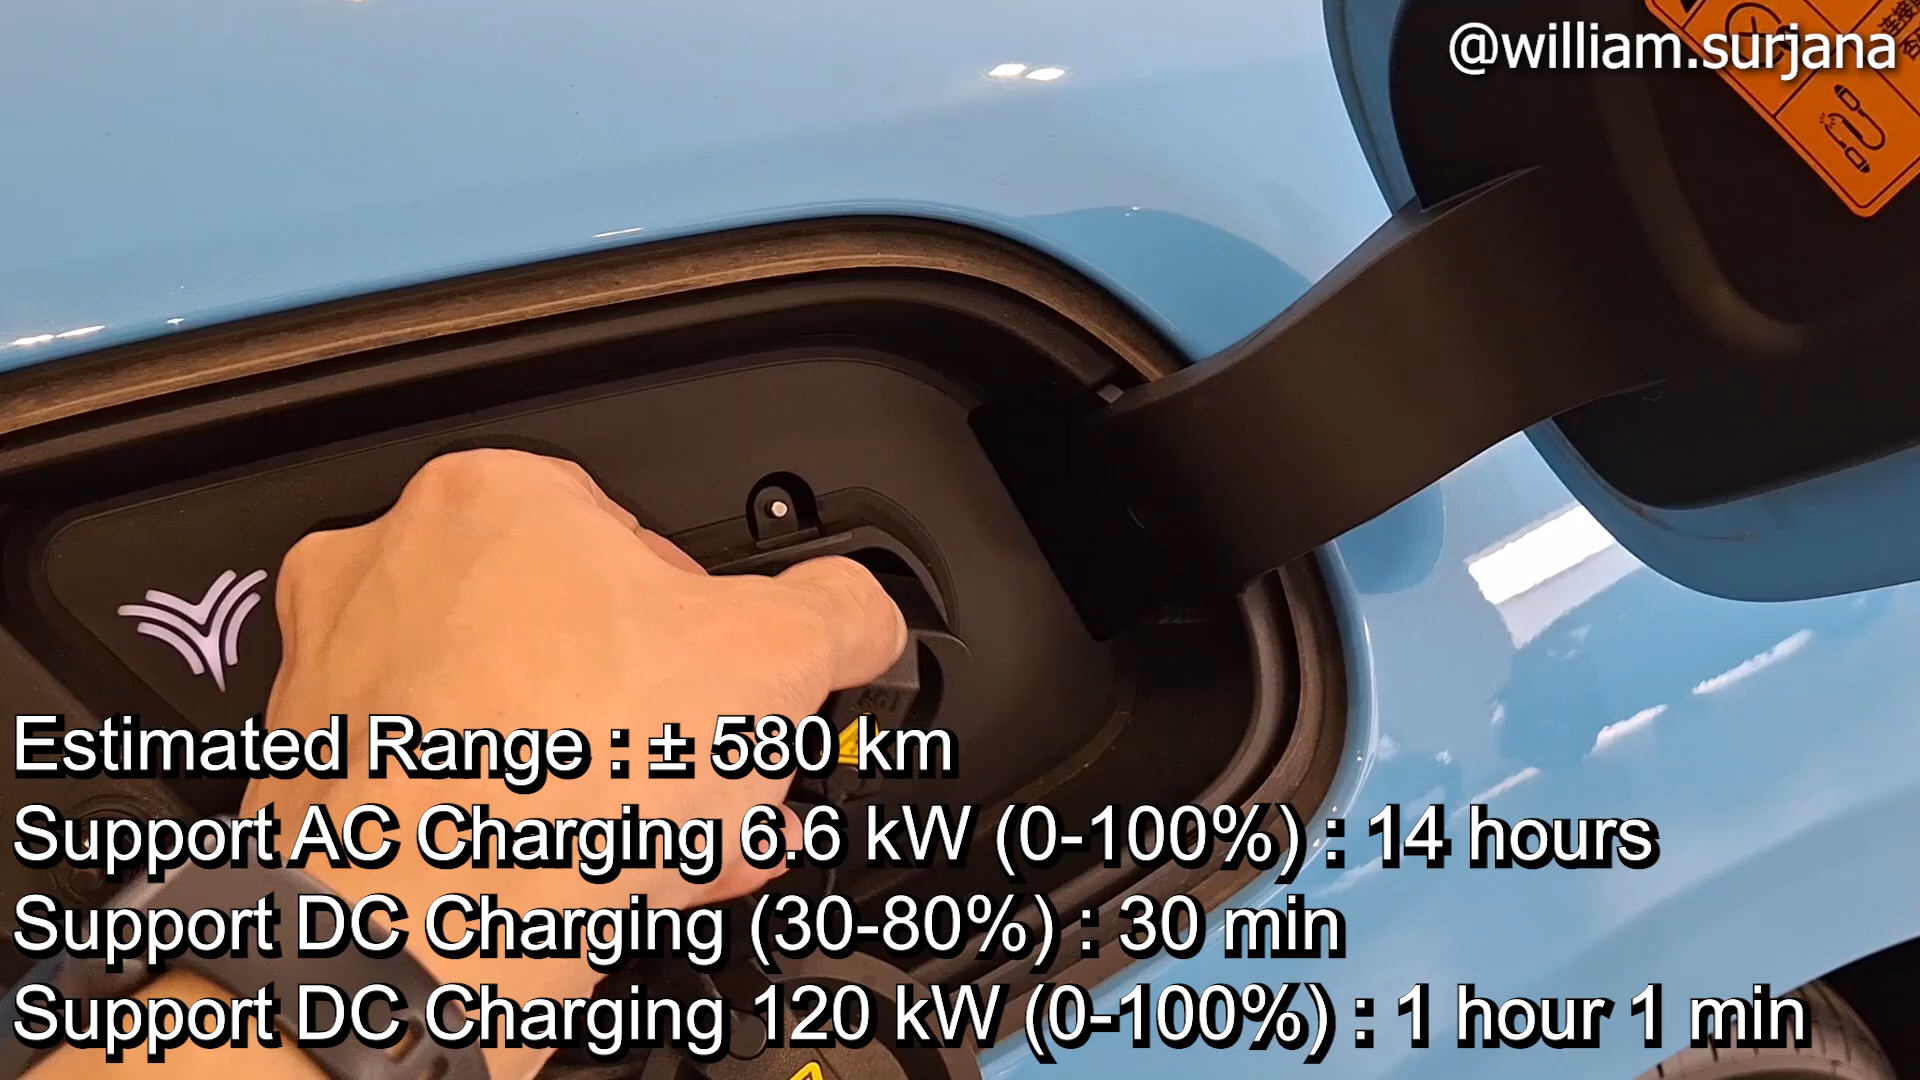 @william.surjana
Estimated Range : ± 580 km
Support AC Charging 6.6 kW (0-100%) : 14 hours
Support DC Charging (30-80%) : 30 min
Support DC Charging 120 kW (0-100%) : 1 hour 1 min